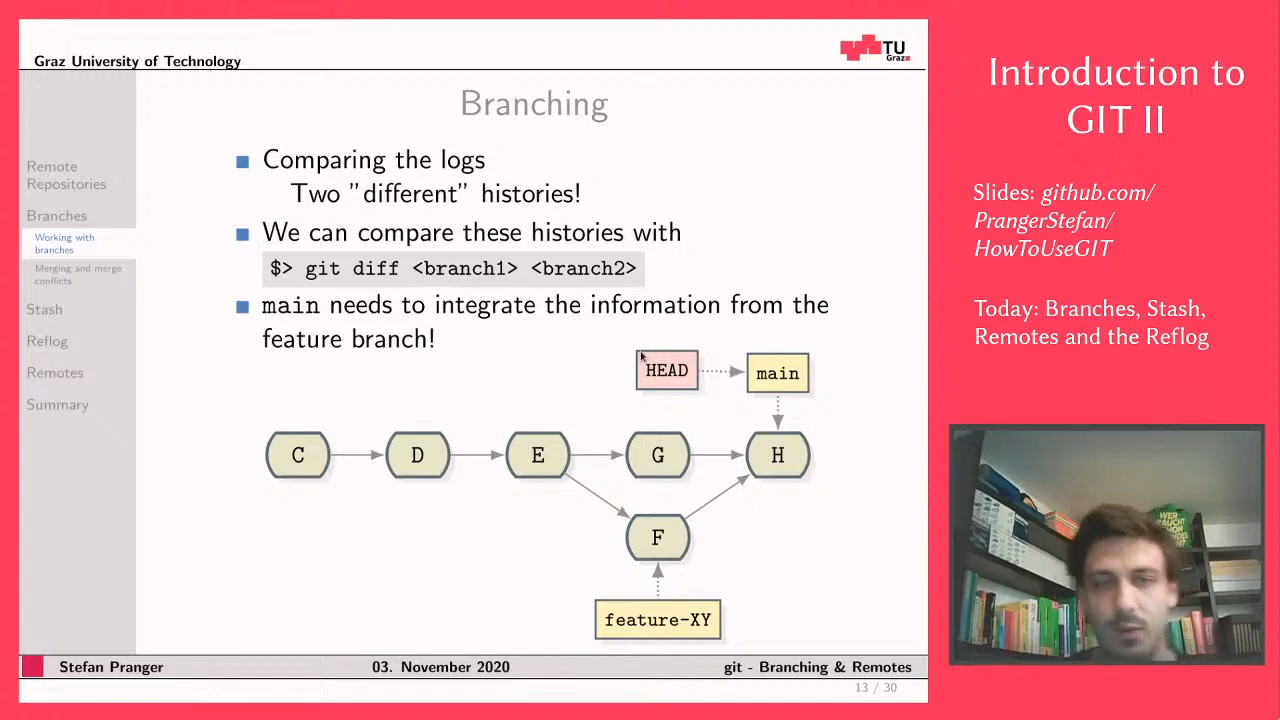 Graz University of Technology
TU
Graz
Branching
Remote
Repositories
Branches
Working with
branches
Merging and merge
conflicts
Stash
Reflog
Remotes
Summary
Comparing the logs
Two "different" histories!
We can compare these histories with
$> git diff <branch1> <branch2>
main needs to integrate the information from the
feature branch!
HEAD
main
C
D
E
G
H
F
feature-XY
Stefan Pranger
03. November 2020
git - Branching & Remotes
13 / 30
Introduction to
GIT II
Slides: github.com/
PrangerStefan/
HowToUseGIT
Today: Branches, Stash,
Remotes and the Reflog